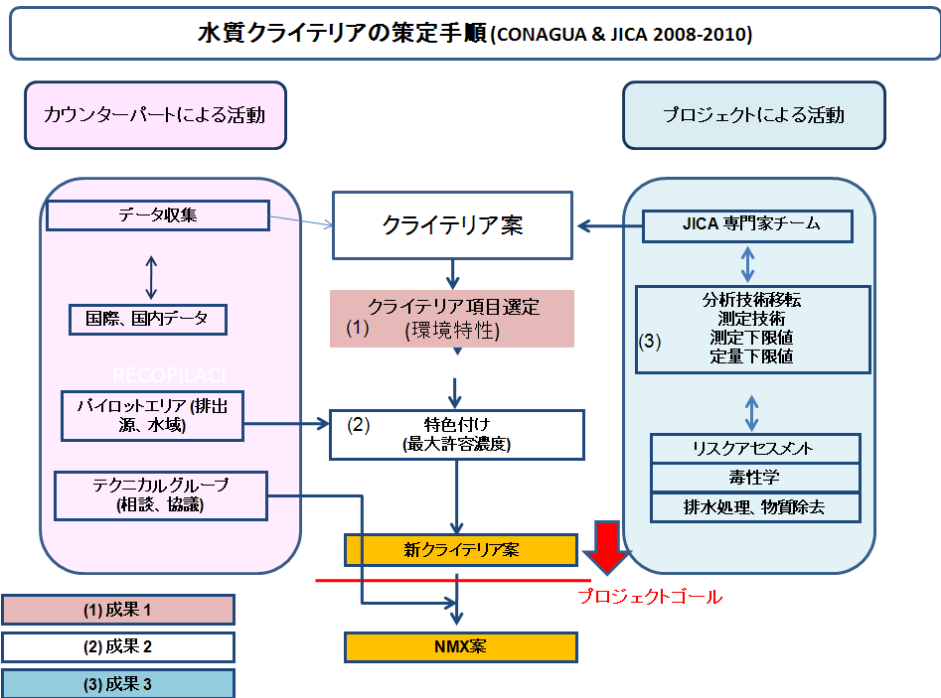 水質クライテリアの策定手順(CONAGUA & JICA 2008-2010)
カウンターパートによる活動
プロジェクトによる活動
データ収集
国際、国内データ
RECOPILACI
パイロットエリア(排出
源、水域)
テクニカルグループ
(相談、協議)
クライテリア案
クライテリア項目選定
(1)
(環境特性)
(2)
特色付け
(最大許容濃度)
新クライテリア案
プロジェクトゴール
NMX案
JICA 専門家チーム
分析技術移転
測定技術
(3)
測定下限値
定量下限値
リスクアセスメント
毒性学
排水処理、物質除去
(1) 成果 1
(2) 成果 2
(3) 成果 3